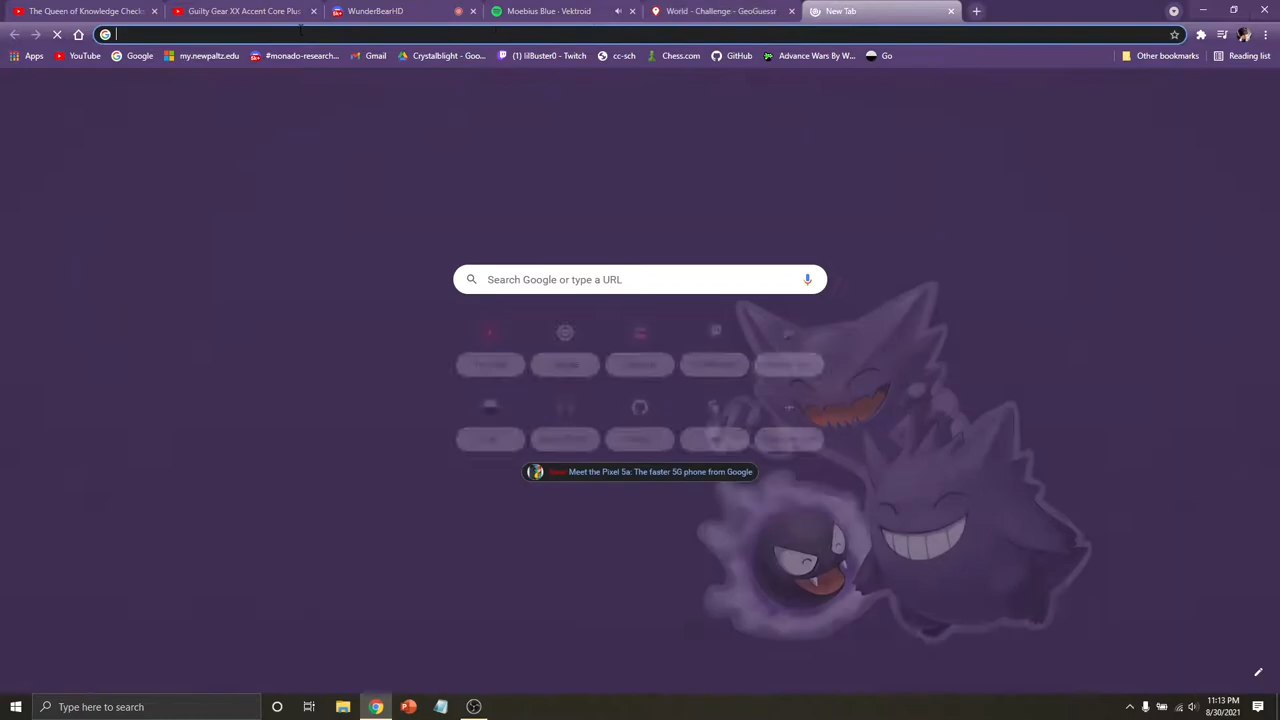 The Queen of Knowledge Checks
Guilty Gear XX Accent Core Plus
WunderBearHD
Moebius Blue · Vektroid
World - Challenge - GeoGuessr
New Tab
Apps
YouTube
Google
my.newpaltz.edu
#monado-research...
Gmail
Crystalblight - Goo...
(1) lilBuster0 - Twitch
cc-sch
Chess.com
GitHub
Advance Wars By W...
Go
Other bookmarks
Reading list
Search Google or type a URL
Meet the Pixel 5a: The faster 5G phone from Google
Type here to search
11:13 PM
8/30/2021